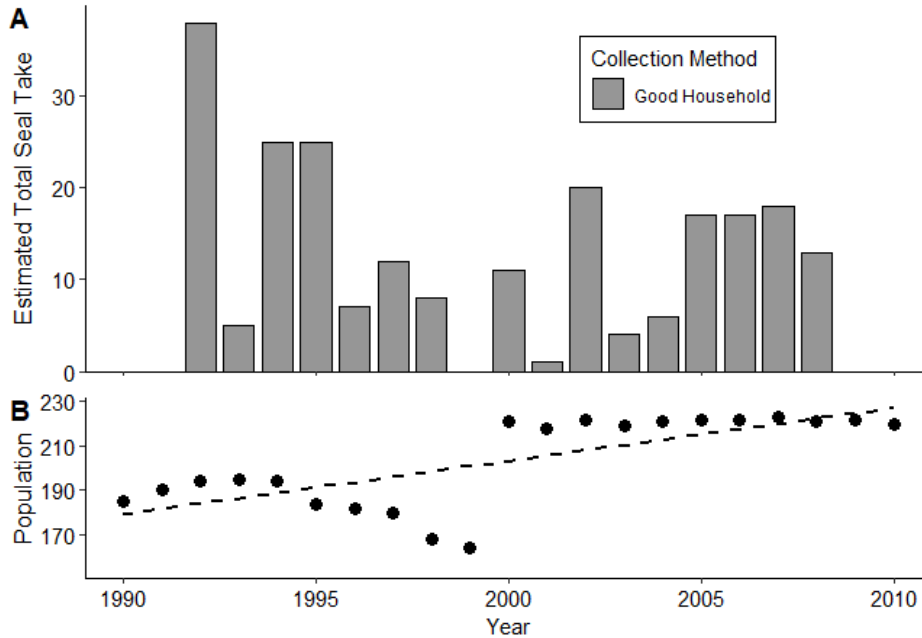 A
Estimated Total Seal Take
30
20
10
0
Collection Method
Good Household
B
Population
230
210
190
170
1990
1995
2000
2005
2010
Year